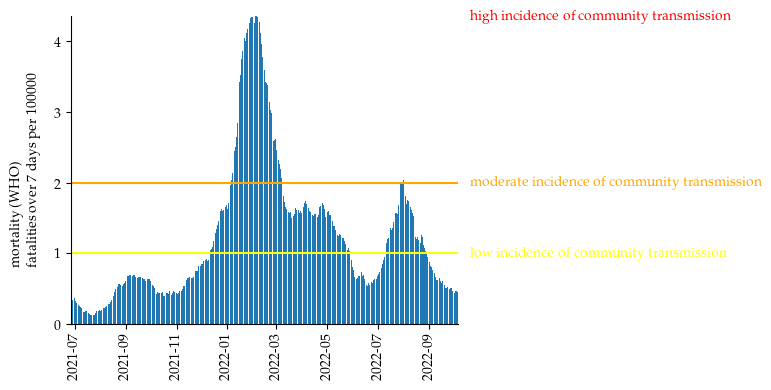 high incidence of community transmission
4
3
moderate incidence of community transmission
2
low incidence of community transmission
1
0
mortality (WHO)
fatalities over 7 days per 100000
2021-07
2021-09
2021-11
2022-01
2022-03
2022-05
2022-07
2022-09